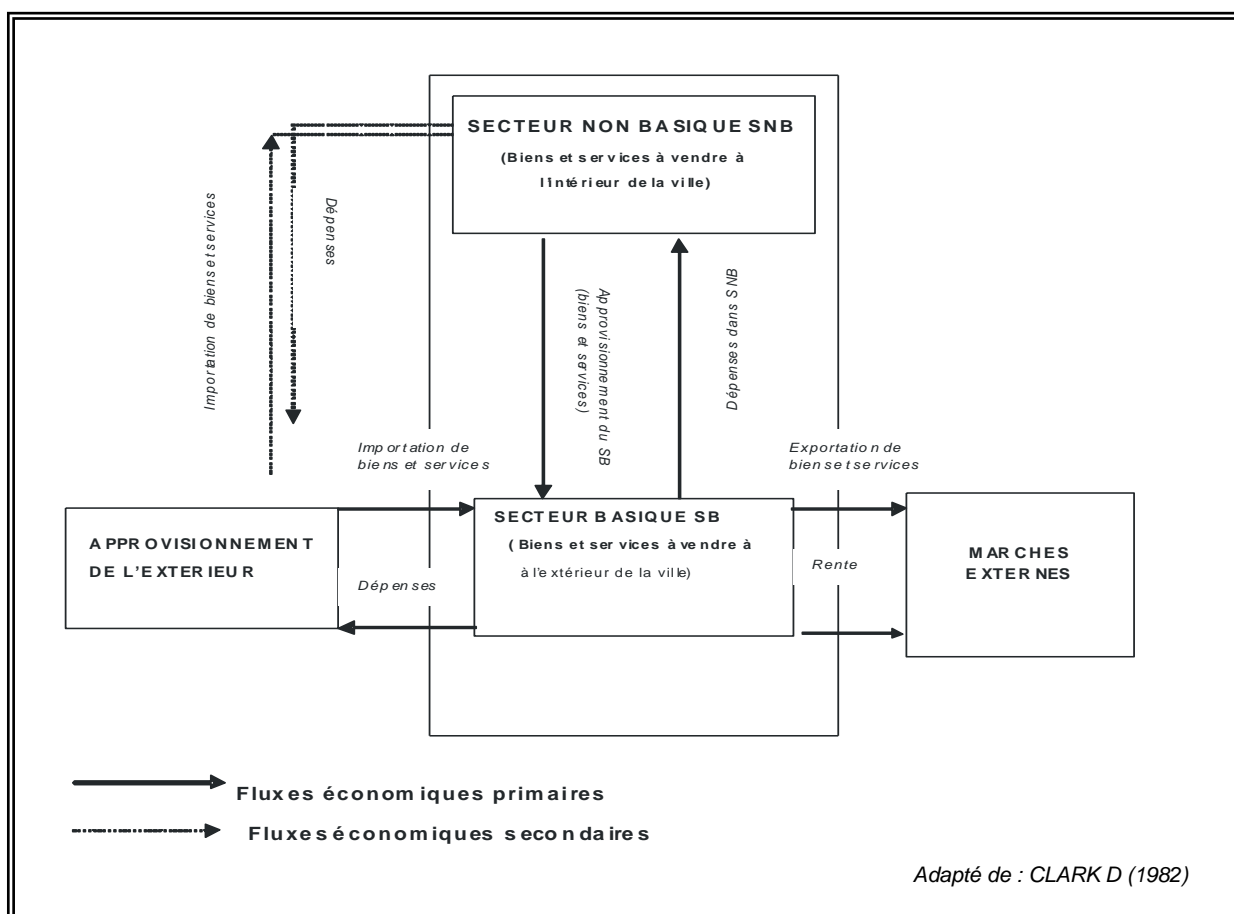 SECTEUR NON BASIQUE SNB
(Biens et services à vendre à
l'intérieur de la ville)
Importation de biens et services
Dépenses
Approvisionnement du SB
(biens et services)
Dépenses dans SNB
Importation de
biens et services
Exportation de
biens et services
APPROVISIONNEMENT
DE L'EXTERIEUR
Dépenses
SECTEUR BASIQUE SB
( Biens et services à vendre à
à l'extérieur de la ville)
Rente
MARCHES
EXTERNES
Fluxes économiques primaires
Fluxes économiques secondaires
Adapté de : CLARK D (1982)